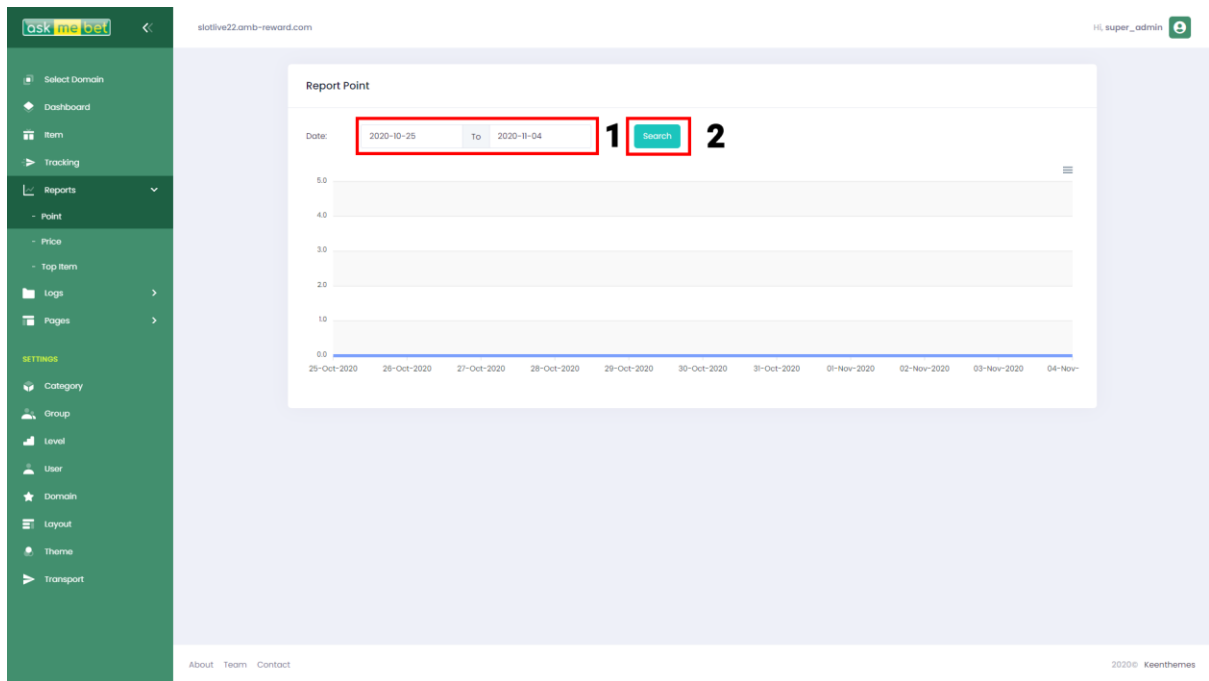 ask me bet
slotlive22.amb-reward.com
Hi, super_admin
Select Domain
Dashboard
Item
Tracking
Reports
- Point
- Price
- Top Item
Logs
Pages
SETTINGS
Category
Group
Level
User
Domain
Layout
Theme
Transport
Report Point
Date: 2020-10-25 To 2020-11-04 1 Search 2
5.0
4.0
3.0
2.0
1.0
0.0
25-Oct-2020 26-Oct-2020 27-Oct-2020 28-Oct-2020 29-Oct-2020 30-Oct-2020 31-Oct-2020 01-Nov-2020 02-Nov-2020 03-Nov-2020 04-Nov-
About Team Contact
2020© Keenthemes